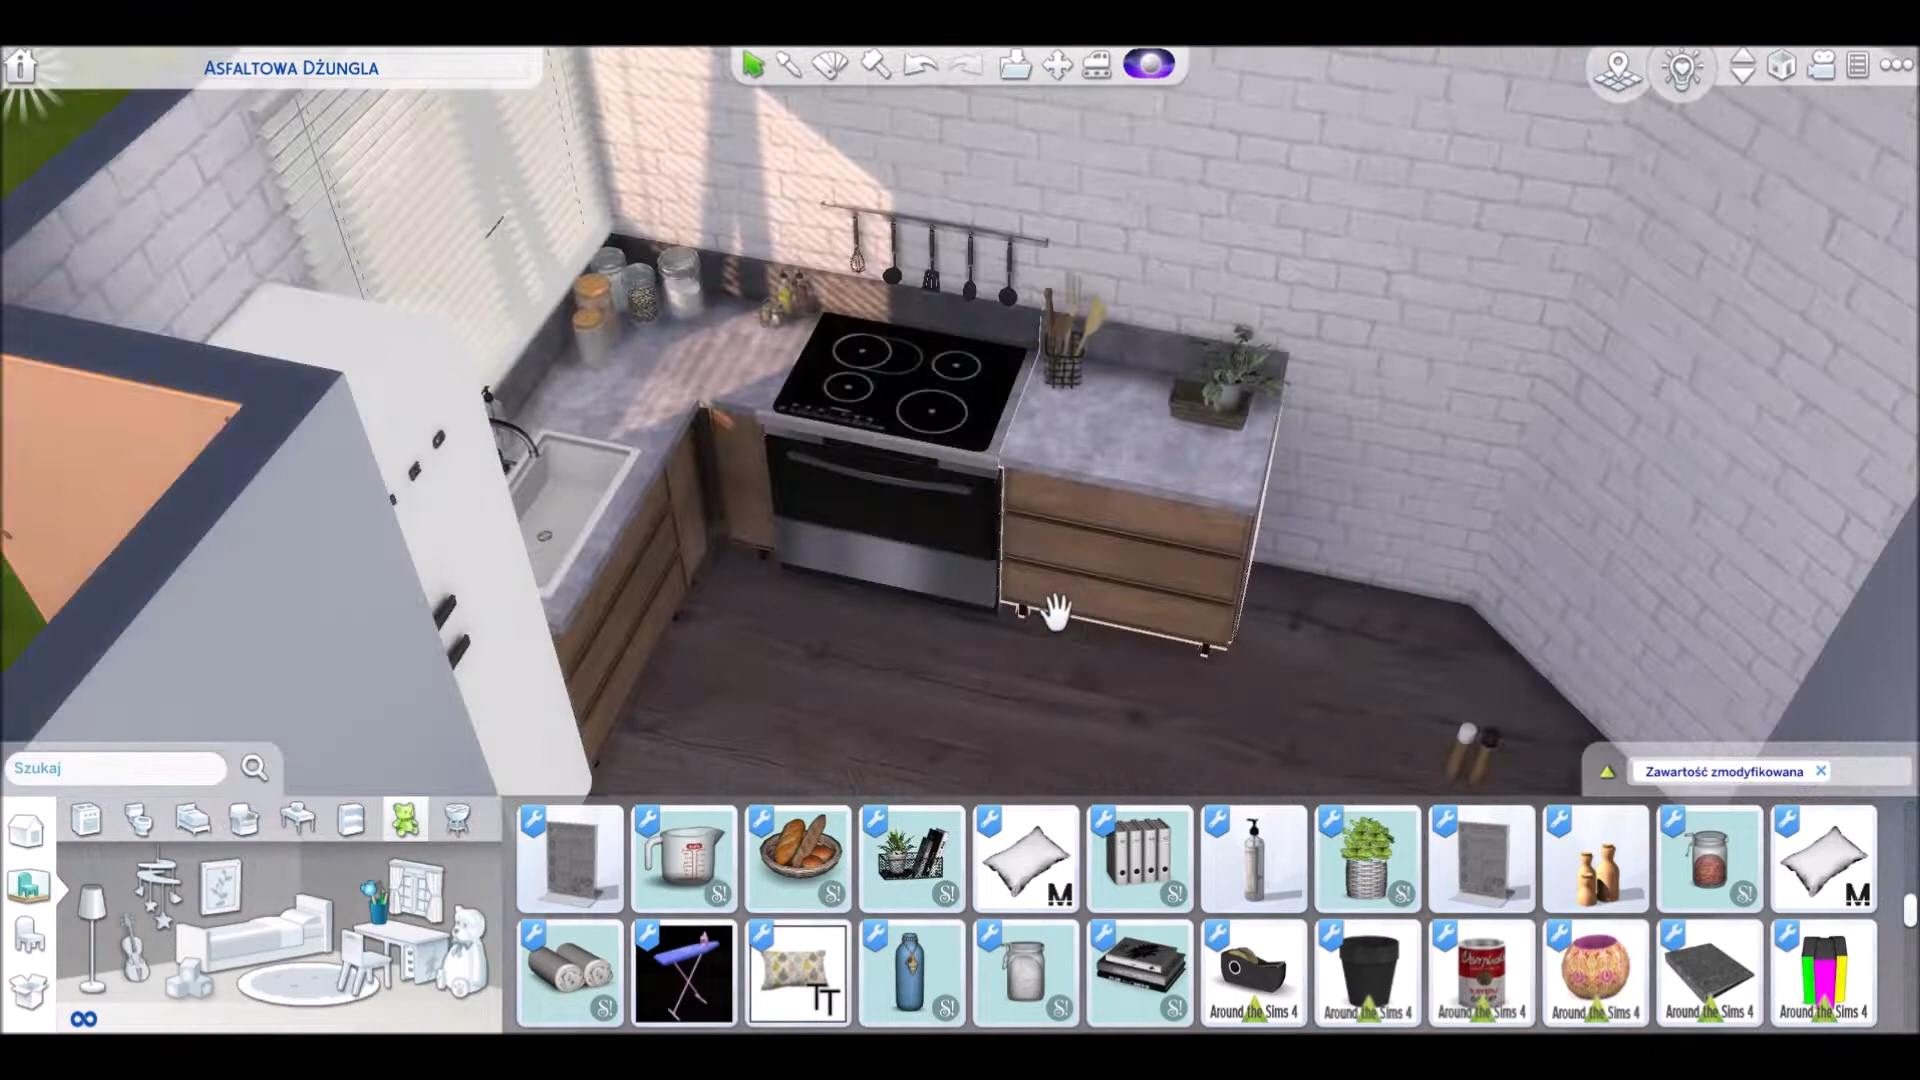 ASFALTOWA DŻUNGLA
Szukaj
Zawartość zmodyfikowana
S!
S!
S!
M
S!
S!
S!
M
S!
TT
S!
S!
S!
Around the Sims 4
Around the Sims 4
Around the Sims 4
Around the Sims 4
Around the Sims 4
Around the Sims 4